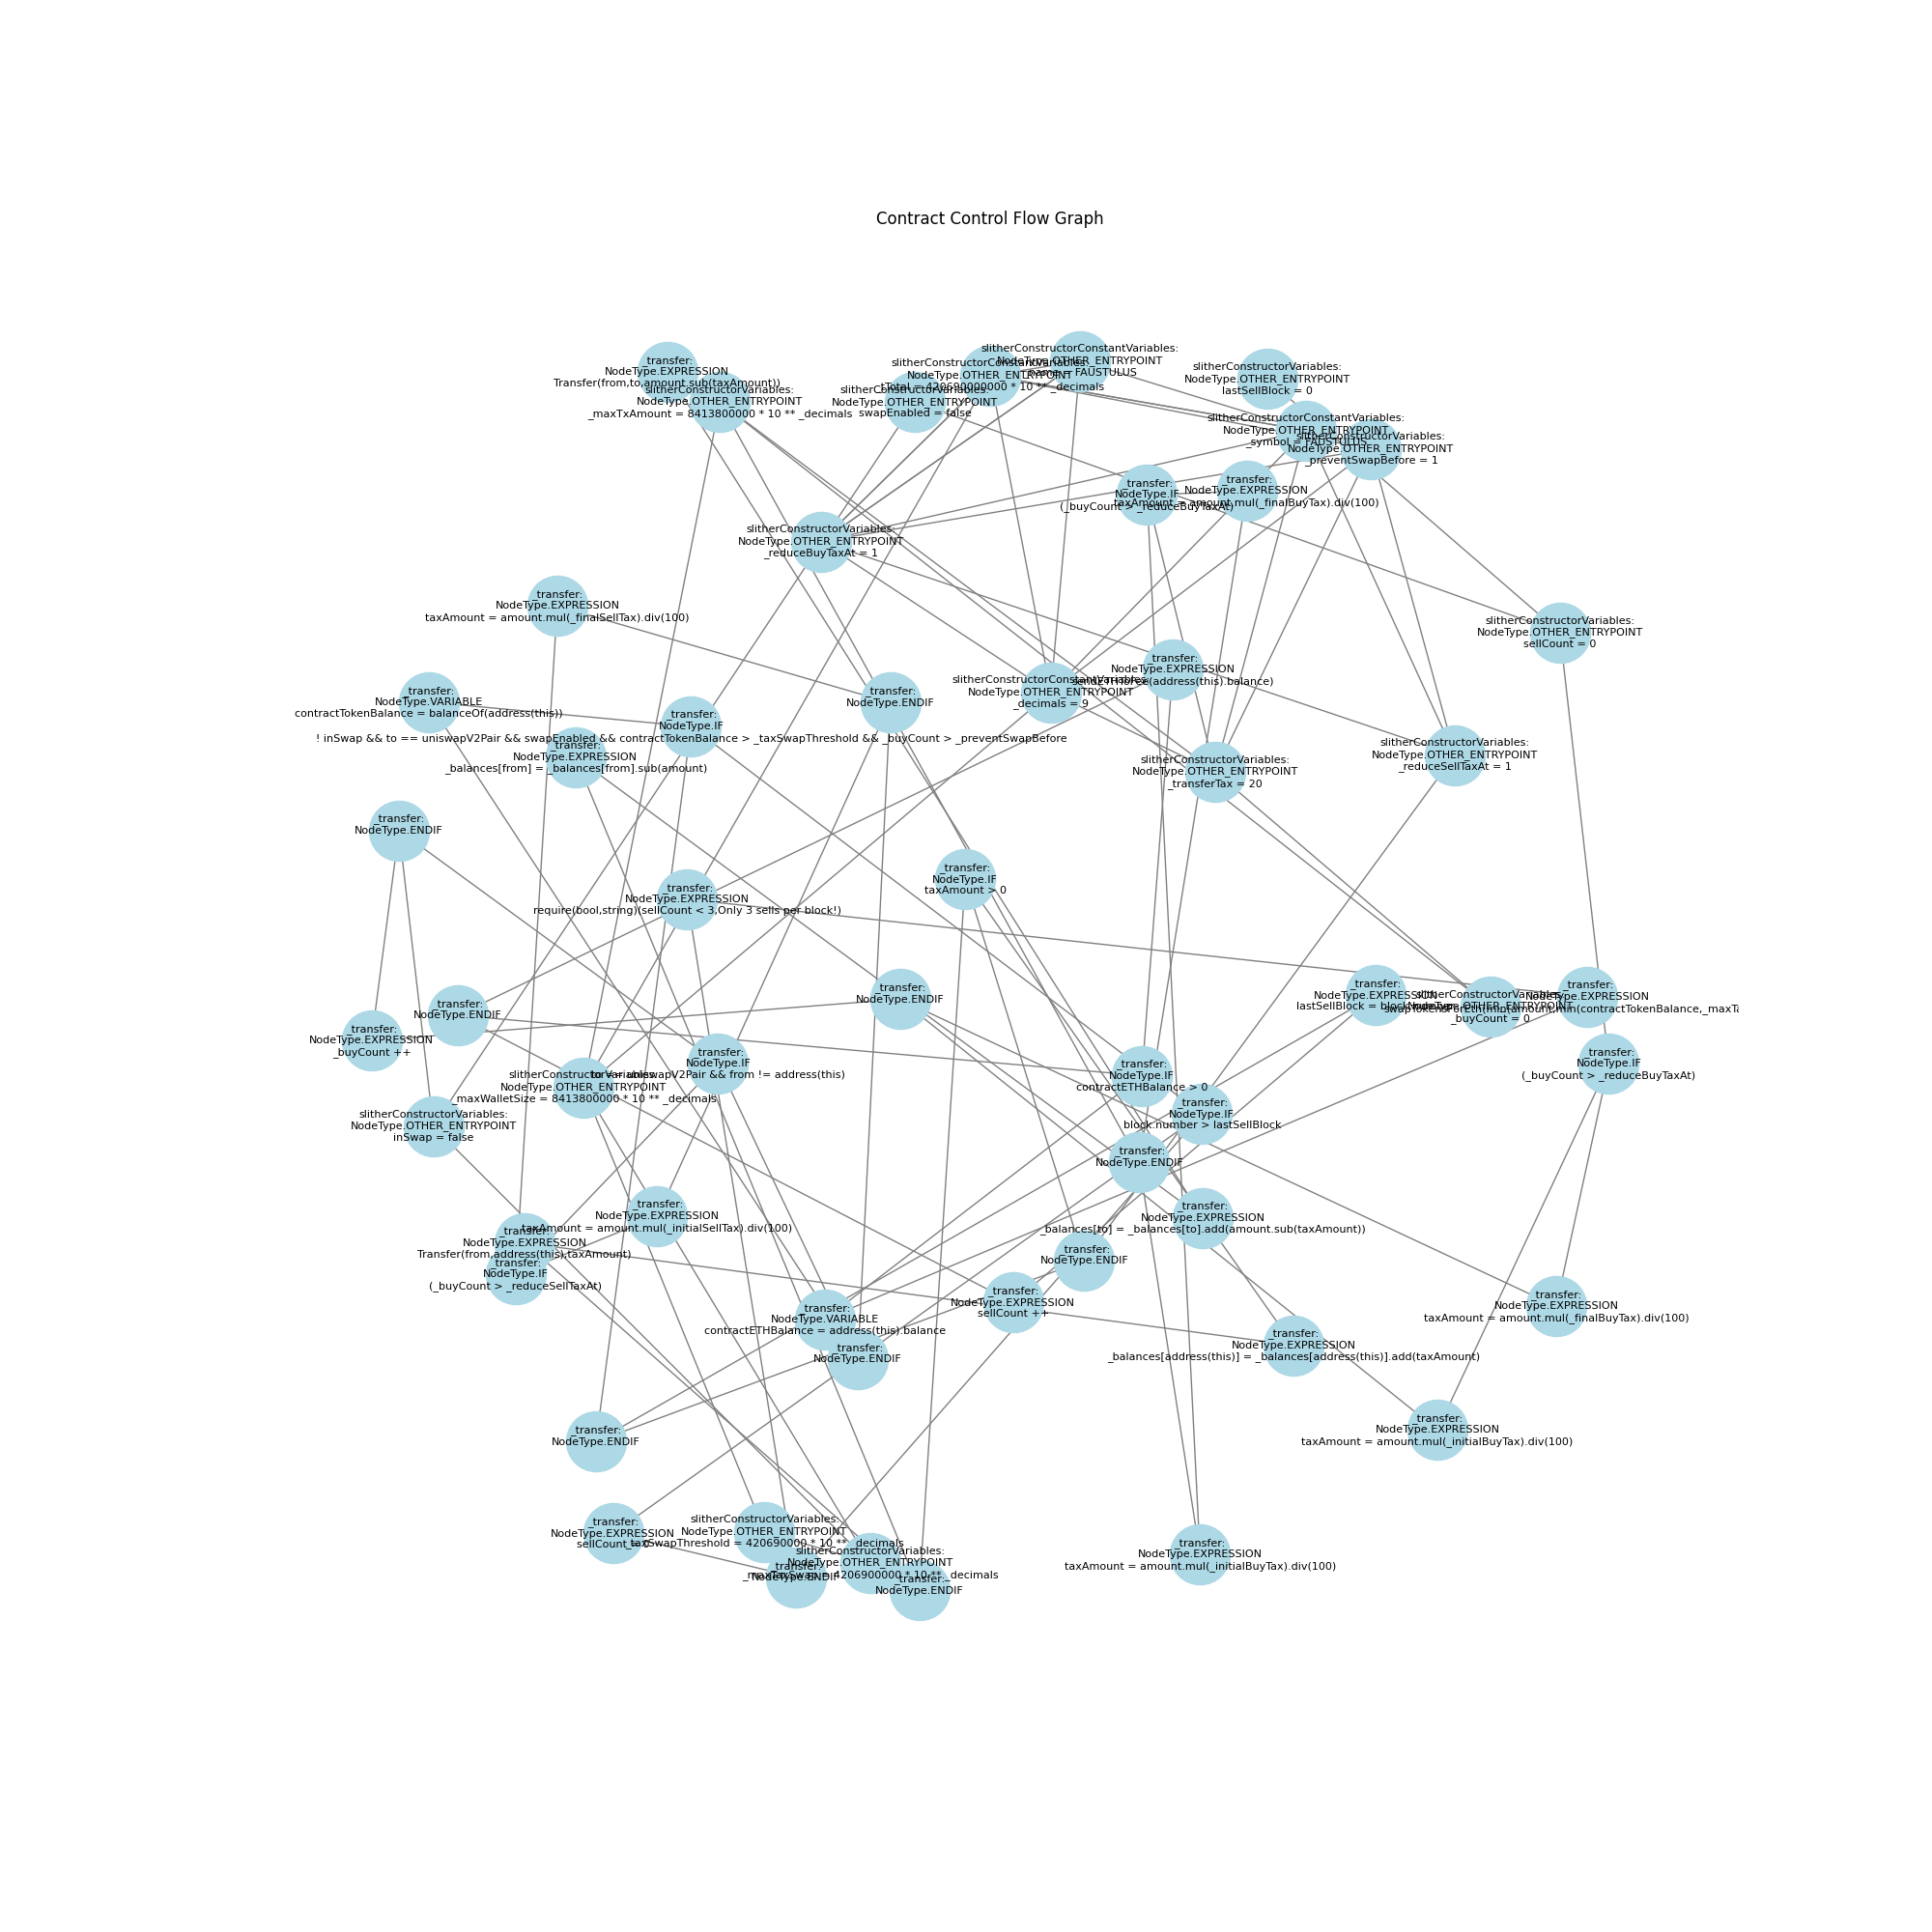 Contract Control Flow Graph
_transfer:
NodeType.EXPRESSION
Transfer(from,to,amount.sub(taxAmount))
slitherConstructorVariables:
NodeType.OTHER_ENTRYPOINT
_maxTxAmount = 8413800000 * 10 ** _decimals
slitherConstructorConstantVariables:
NodeType.OTHER_ENTRYPOINT
_name = FAUSTULUS
slitherConstructorConstantVariables:
NodeType.OTHER_ENTRYPOINT
_tTotal = 420690000000 * 10 ** _decimals
slitherConstructorVariables:
NodeType.OTHER_ENTRYPOINT
swapEnabled = false
slitherConstructorVariables:
NodeType.OTHER_ENTRYPOINT
lastSellBlock = 0
slitherConstructorConstantVariables:
NodeType.OTHER_ENTRYPOINT
_symbol = FAUSTULUS
slitherConstructorVariables:
NodeType.OTHER_ENTRYPOINT
_preventSwapBefore = 1
_transfer:
NodeType.IF
(_buyCount > _reduceBuyTaxAt)
_transfer:
NodeType.EXPRESSION
taxAmount = amount.mul(_finalBuyTax).div(100)
slitherConstructorVariables:
NodeType.OTHER_ENTRYPOINT
_reduceBuyTaxAt = 1
_transfer:
NodeType.EXPRESSION
taxAmount = amount.mul(_finalSellTax).div(100)
slitherConstructorVariables:
NodeType.OTHER_ENTRYPOINT
sellCount = 0
_transfer:
NodeType.EXPRESSION
sendETHToFee(address(this).balance)
slitherConstructorConstantVariables:
NodeType.OTHER_ENTRYPOINT
_decimals = 9
_transfer:
NodeType.VARIABLE
contractTokenBalance = balanceOf(address(this))
_transfer:
NodeType.ENDIF
_transfer:
NodeType.IF
! inSwap && to == uniswapV2Pair && swapEnabled && contractTokenBalance > _taxSwapThreshold && _buyCount > _preventSwapBefore
_transfer:
NodeType.EXPRESSION
_balances[from] = _balances[from].sub(amount)
slitherConstructorVariables:
NodeType.OTHER_ENTRYPOINT
_reduceSellTaxAt = 1
slitherConstructorVariables:
NodeType.OTHER_ENTRYPOINT
_transferTax = 20
_transfer:
NodeType.ENDIF
_transfer:
NodeType.IF
taxAmount > 0
_transfer:
NodeType.EXPRESSION
require(bool,string)(sellCount < 3,Only 3 sells per block!)
_transfer:
NodeType.ENDIF
_transfer:
NodeType.EXPRESSION
lastSellBlock = block.number
slitherConstructorVariables:
NodeType.OTHER_ENTRYPOINT
_buyCount = 0
_transfer:
NodeType.EXPRESSION
swapTokensForEth(min(amount,min(contractTokenBalance,_maxTa
_transfer:
NodeType.ENDIF
_transfer:
NodeType.EXPRESSION
_buyCount ++
_transfer:
NodeType.IF
to == uniswapV2Pair && from != address(this)
slitherConstructorVariables:
NodeType.OTHER_ENTRYPOINT
_maxWalletSize = 8413800000 * 10 ** _decimals
_transfer:
NodeType.IF
contractETHBalance > 0
_transfer:
NodeType.IF
(_buyCount > _reduceBuyTaxAt)
_transfer:
NodeType.IF
block.number > lastSellBlock
slitherConstructorVariables:
NodeType.OTHER_ENTRYPOINT
inSwap = false
_transfer:
NodeType.ENDIF
_transfer:
NodeType.EXPRESSION
taxAmount = amount.mul(_initialSellTax).div(100)
_transfer:
NodeType.EXPRESSION
_balances[to] = _balances[to].add(amount.sub(taxAmount))
_transfer:
NodeType.EXPRESSION
Transfer(from,address(this),taxAmount)
_transfer:
NodeType.IF
(_buyCount > _reduceSellTaxAt)
_transfer:
NodeType.ENDIF
_transfer:
NodeType.EXPRESSION
sellCount ++
_transfer:
NodeType.EXPRESSION
taxAmount = amount.mul(_finalBuyTax).div(100)
_transfer:
NodeType.VARIABLE
contractETHBalance = address(this).balance
_transfer:
NodeType.ENDIF
_transfer:
NodeType.EXPRESSION
_balances[address(this)] = _balances[address(this)].add(taxAmount)
_transfer:
NodeType.ENDIF
_transfer:
NodeType.EXPRESSION
taxAmount = amount.mul(_initialBuyTax).div(100)
_transfer:
NodeType.EXPRESSION
sellCount = 0
slitherConstructorVariables:
NodeType.OTHER_ENTRYPOINT
_taxSwapThreshold = 420690000 * 10 ** _decimals
slitherConstructorVariables:
NodeType.OTHER_ENTRYPOINT
_maxTaxSwap = 4206900000 * 10 ** _decimals
_transfer:
NodeType.ENDIF
_transfer:
NodeType.ENDIF
_transfer:
NodeType.EXPRESSION
taxAmount = amount.mul(_initialBuyTax).div(100)